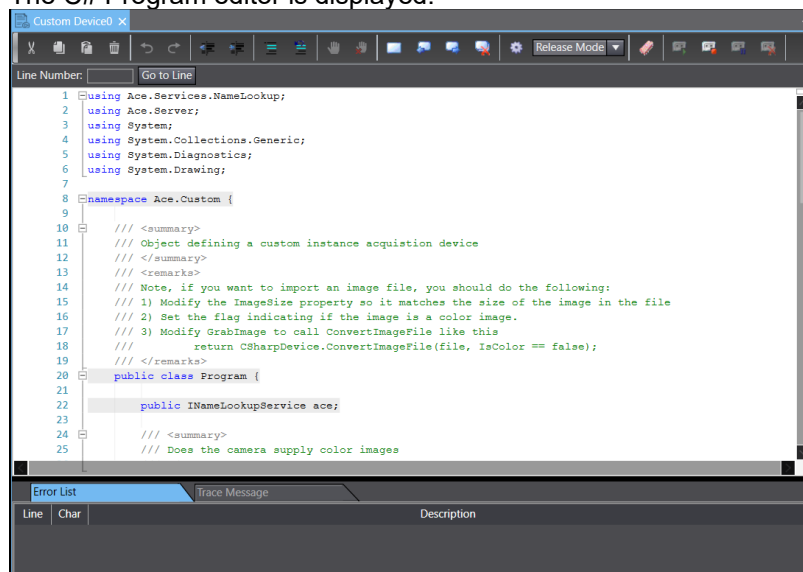 The C# Program editor is displayed.
Custom Device0
Release Mode
Line Number:
Go to Line
1 using Ace.Services.NameLookup;
2 using Ace.Server;
3 using System;
4 using System.Collections.Generic;
5 using System.Diagnostics;
6 using System.Drawing;
7
8 namespace Ace.Custom {
9
10 /// <summary>
11 /// Object defining a custom instance acquistion device
12 /// </summary>
13 /// <remarks>
14 /// Note, if you want to import an image file, you should do the following:
15 /// 1) Modify the ImageSize property so it matches the size of the image in the file
16 /// 2) Set the flag indicating if the image is a color image.
17 /// 3) Modify GrabImage to call ConvertImageFile like this
18 /// return CSharpDevice.ConvertImageFile(file, IsColor == false);
19 /// </remarks>
20 public class Program {
21
22 public INameLookupService ace;
23
24 /// <summary>
25 /// Does the camera supply color images
Error List
Trace Message
Line Char Description